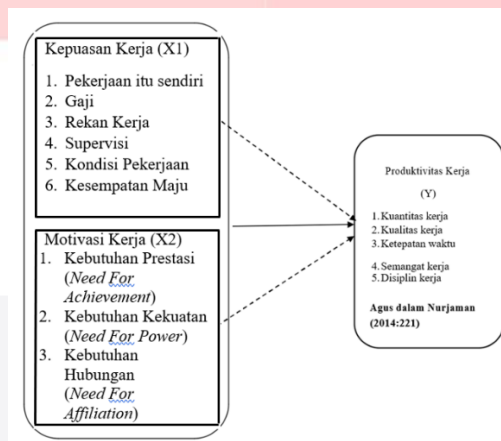 Kepuasan Kerja (X1)
1. Pekerjaan itu sendiri
2. Gaji
3. Rekan Kerja
4. Supervisi
5. Kondisi Pekerjaan
6. Kesempatan Maju
Motivasi Kerja (X2)
1. Kebutuhan Prestasi
(Need For
Achievement)
2. Kebutuhan Kekuatan
(Need For Power)
3. Kebutuhan
Hubungan
(Need For
Affiliation)
Produktivitas Kerja
(Y)
1. Kuantitas kerja
2. Kualitas kerja
3. Ketepatan waktu
4. Semangat kerja
5. Disiplin kerja
Agus dalam Nurjaman
(2014:221)